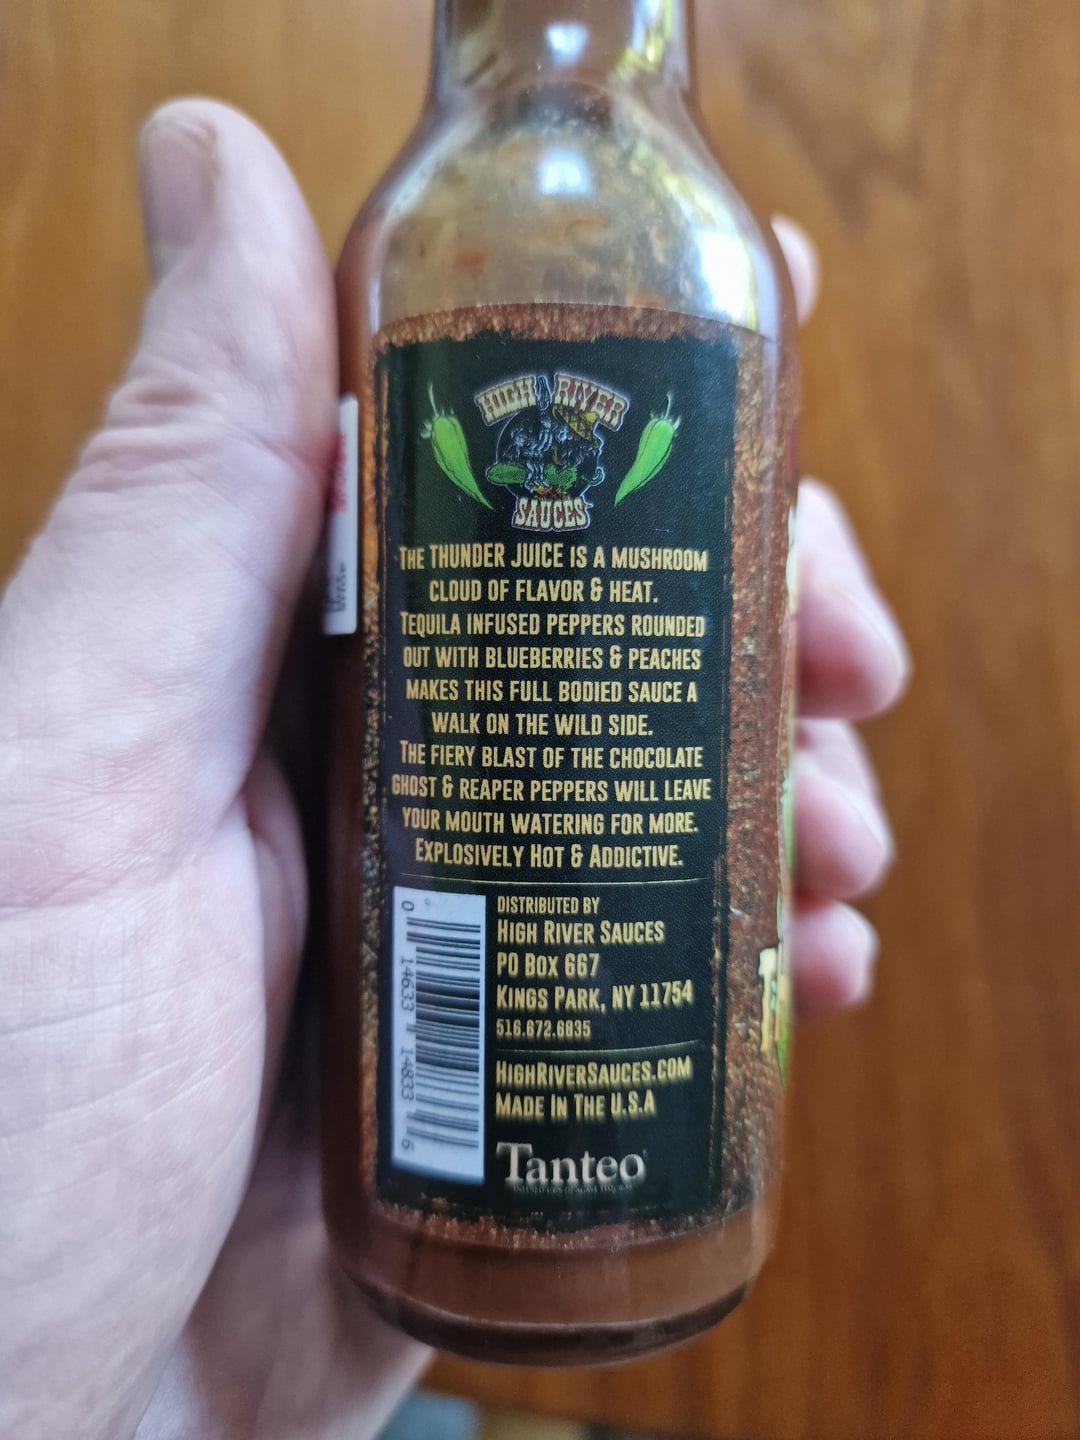 HIGH RIVER
SAUCES
THE THUNDER JUICE IS A MUSHROOM
CLOUD OF FLAVOR & HEAT.
TEQUILA INFUSED PEPPERS ROUNDED
OUT WITH BLUEBERRIES & PEACHES
MAKES THIS FULL BODIED SAUCE A
WALK ON THE WILD SIDE.
THE FIERY BLAST OF THE CHOCOLATE
GHOST & REAPER PEPPERS WILL LEAVE
YOUR MOUTH WATERING FOR MORE.
EXPLOSIVELY HOT & ADDICTIVE.
DISTRIBUTED BY
HIGH RIVER SAUCES
PO BOX 667
KINGS PARK, NY 11754
516.672.6835
HIGHRIVERSAUCES.COM
MADE IN THE U.S.A
Tanteo
0 14633 14833 6